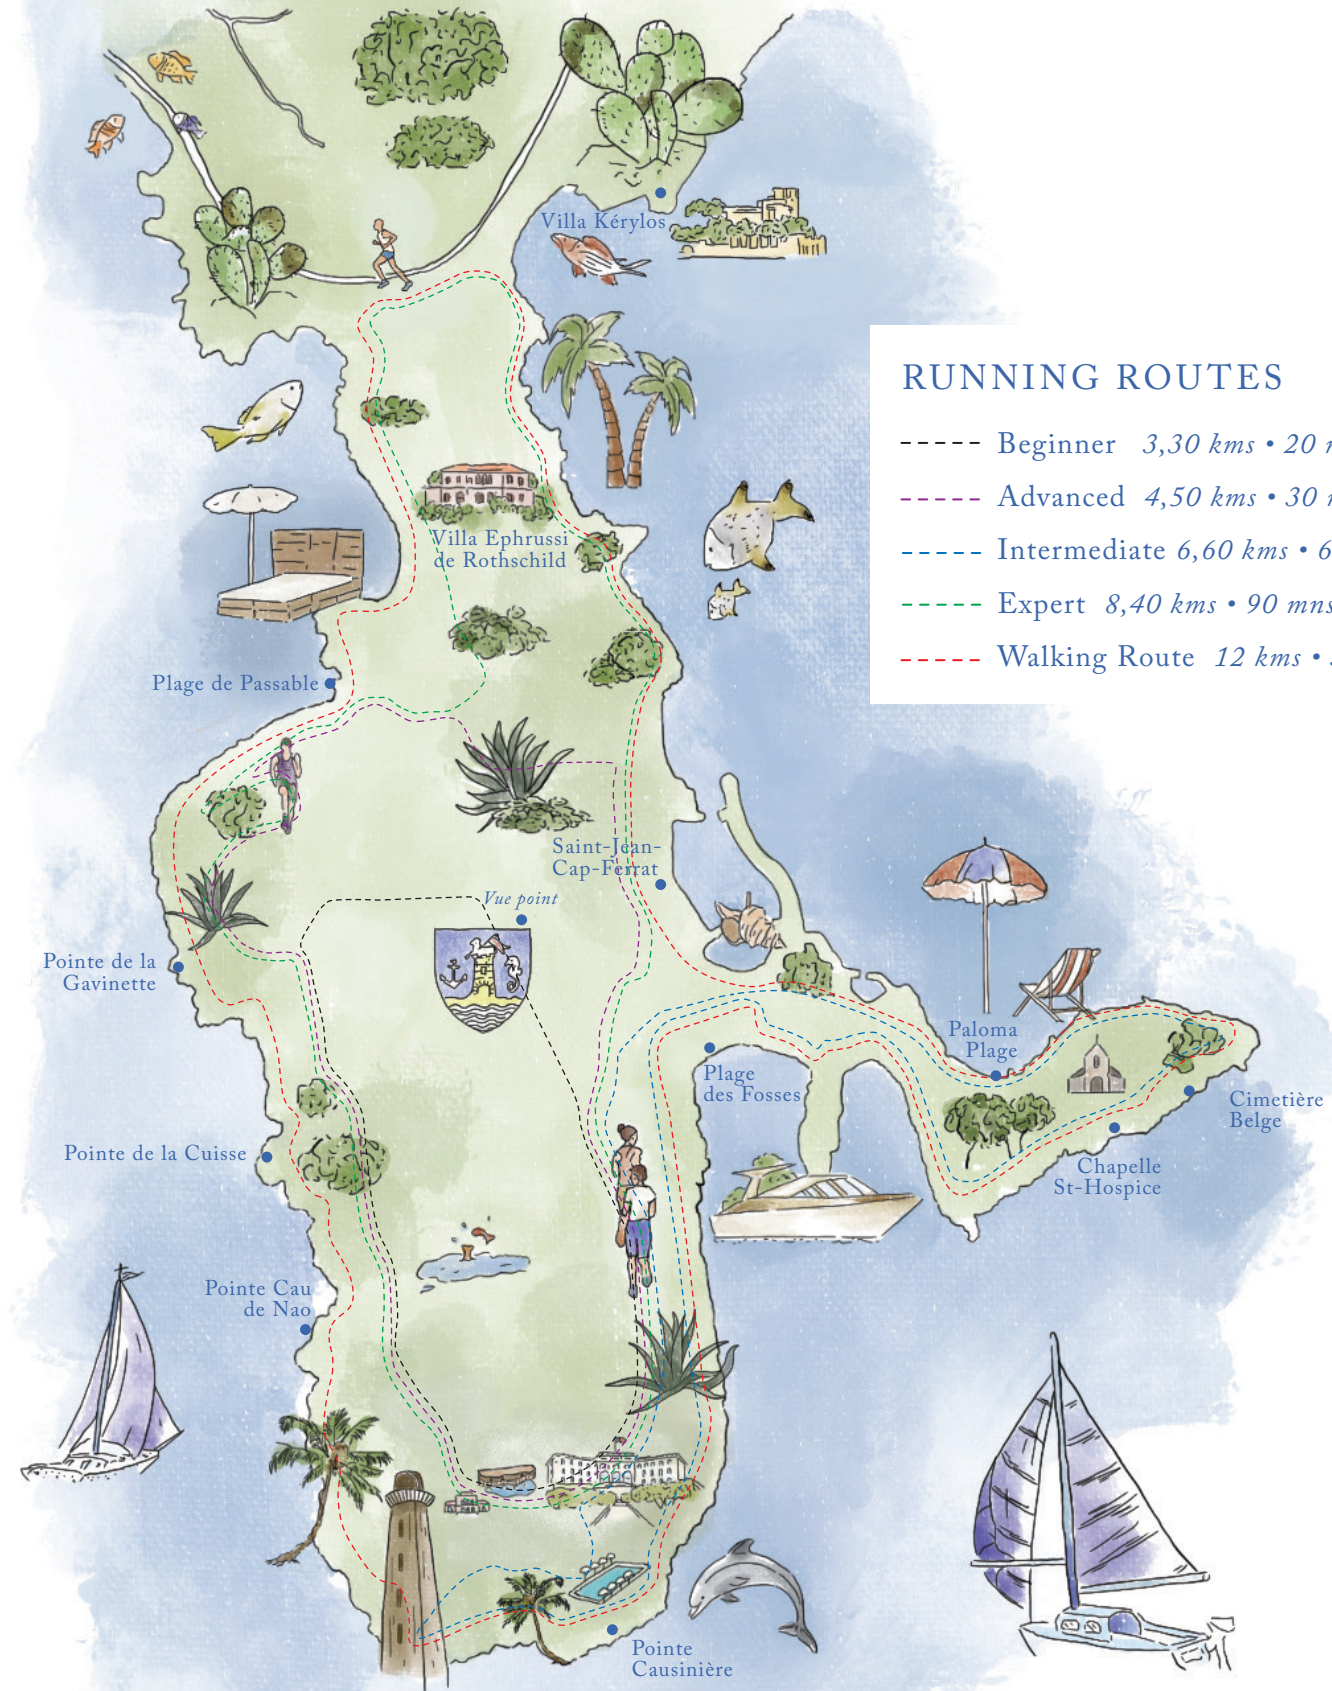 Villa Kérylos
RUNNING ROUTES
Beginner 3,30 kms • 20
Advanced 4,50 kms • 30
Intermediate 6,60 kms •
Expert 8,40 kms • 90 mns
Walking Route 12 kms •
Villa Ephrussi
de Rothschild
Plage de Passable
Saint-Jean-
Cap-Ferrat
Vue point
Pointe de la
Gavinette
Paloma
Plage
Plage
des Fosses
Cimetière
Belge
Pointe de la Cuisse
Chapelle
St-Hospice
Pointe Cau
de Nao
Pointe
Causinière